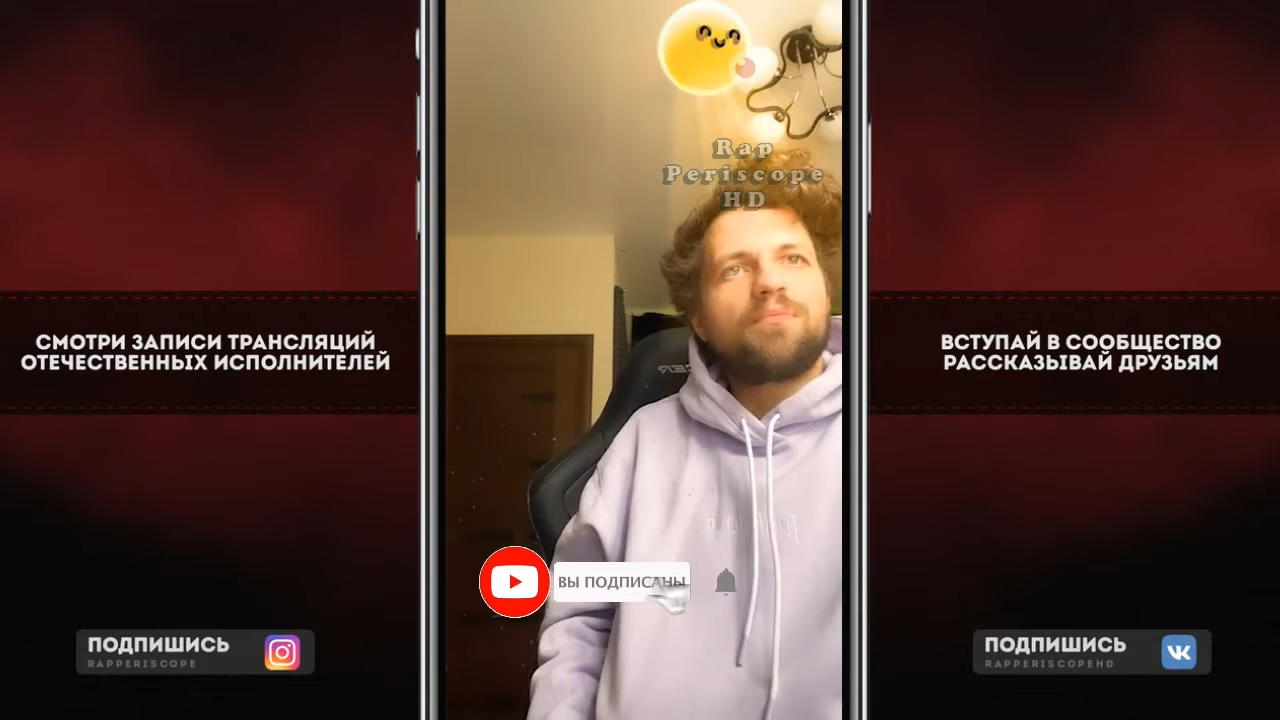 Rap
Periscope
HD
СМОТРИ ЗАПИСИ ТРАНСЛЯЦИЙ
ОТЕЧЕСТВЕННЫХ ИСПОЛНИТЕЛЕЙ
ВСТУПАЙ В СООБЩЕСТВО
РАССКАЗЫВАЙ ДРУЗЬЯМ
ВЫ ПОДПИСАНЫ
ПОДПИШИСЬ
RAPPERISCOPE
ПОДПИШИСЬ
RAPPERISCOPEHD